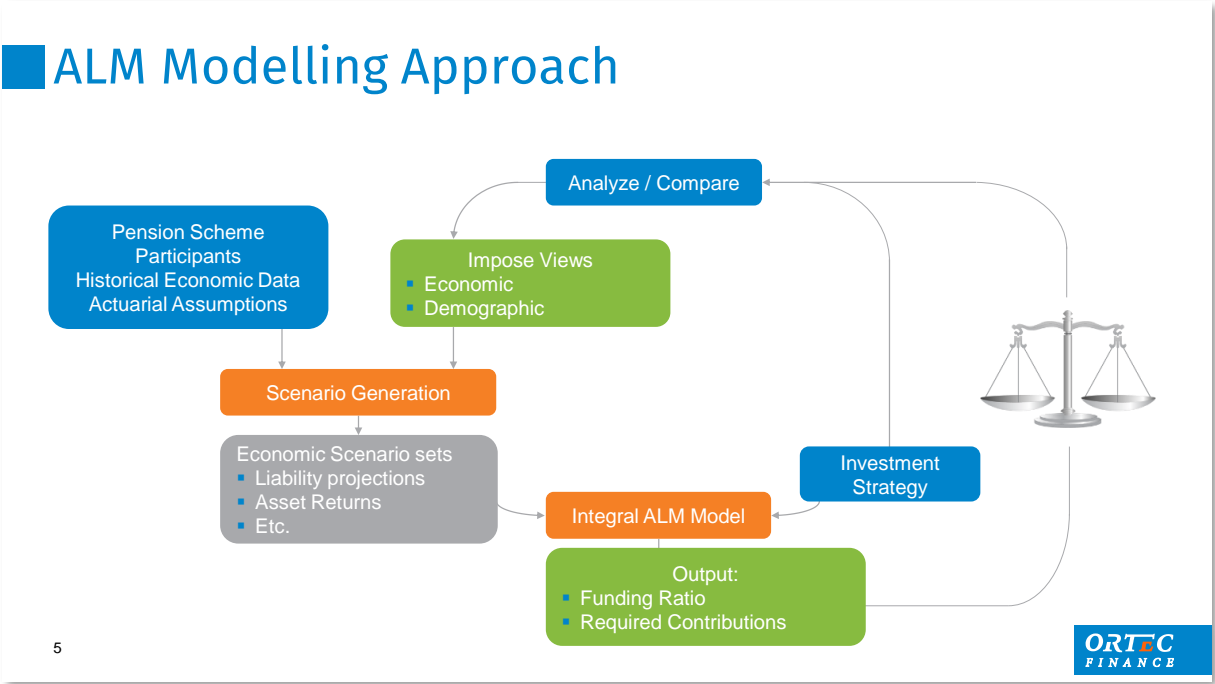 ALM Modelling Approach
Analyze / Compare
Pension Scheme
Participants
Historical Economic Data
Actuarial Assumptions
Impose Views
Economic
Demographic
Scenario Generation
Economic Scenario sets
Liability projections
Asset Returns
Etc.
Investment
Strategy
Integral ALM Model
Output:
Funding Ratio
Required Contributions
5
ORTEC
FINANCE